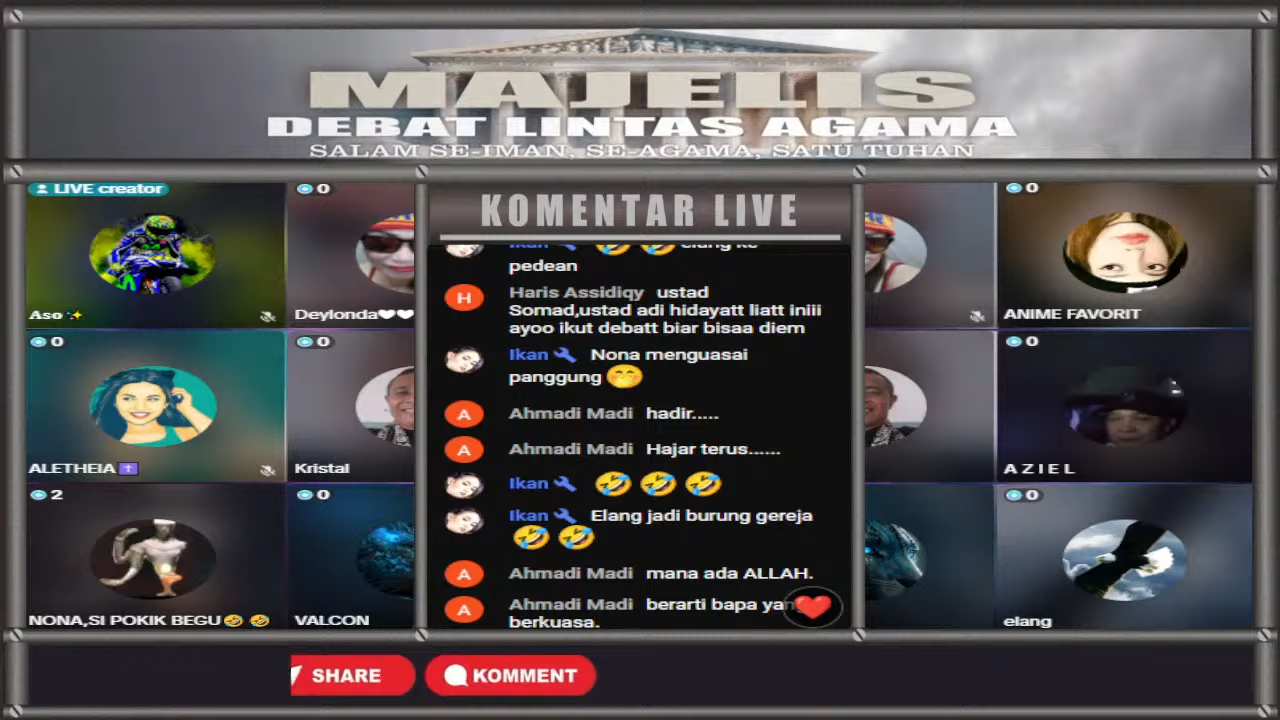 MAJELIS
DEBAT LINTAS AGAMA
SALAM SE-IMAN, SE-AGAMA, SATU TUHAN
LIVE creator
0
0
KOMENTAR LIVE
Aso
Deylonda
ANIME FAVORIT
Ikan elang ke
pedean
Haris Assidiqy ustad
Somad,ustad adi hidayatt liatt iniii
ayoo ikut debatt biar bisaa diem
0
0
0
Ikan Nona menguasai
panggung
Ahmadi Madi hadir.....
Ahmadi Madi Hajar terus......
ALETHEIA
Kristal
A Z I E L
2
0
0
Ikan
Ikan Elang jadi burung gereja
Ahmadi Madi mana ada ALLAH.
Ahmadi Madi berarti bapa
berkuasa.
NONA,SI POKIK BEGU
VALCON
elang
SHARE
KOMMENT